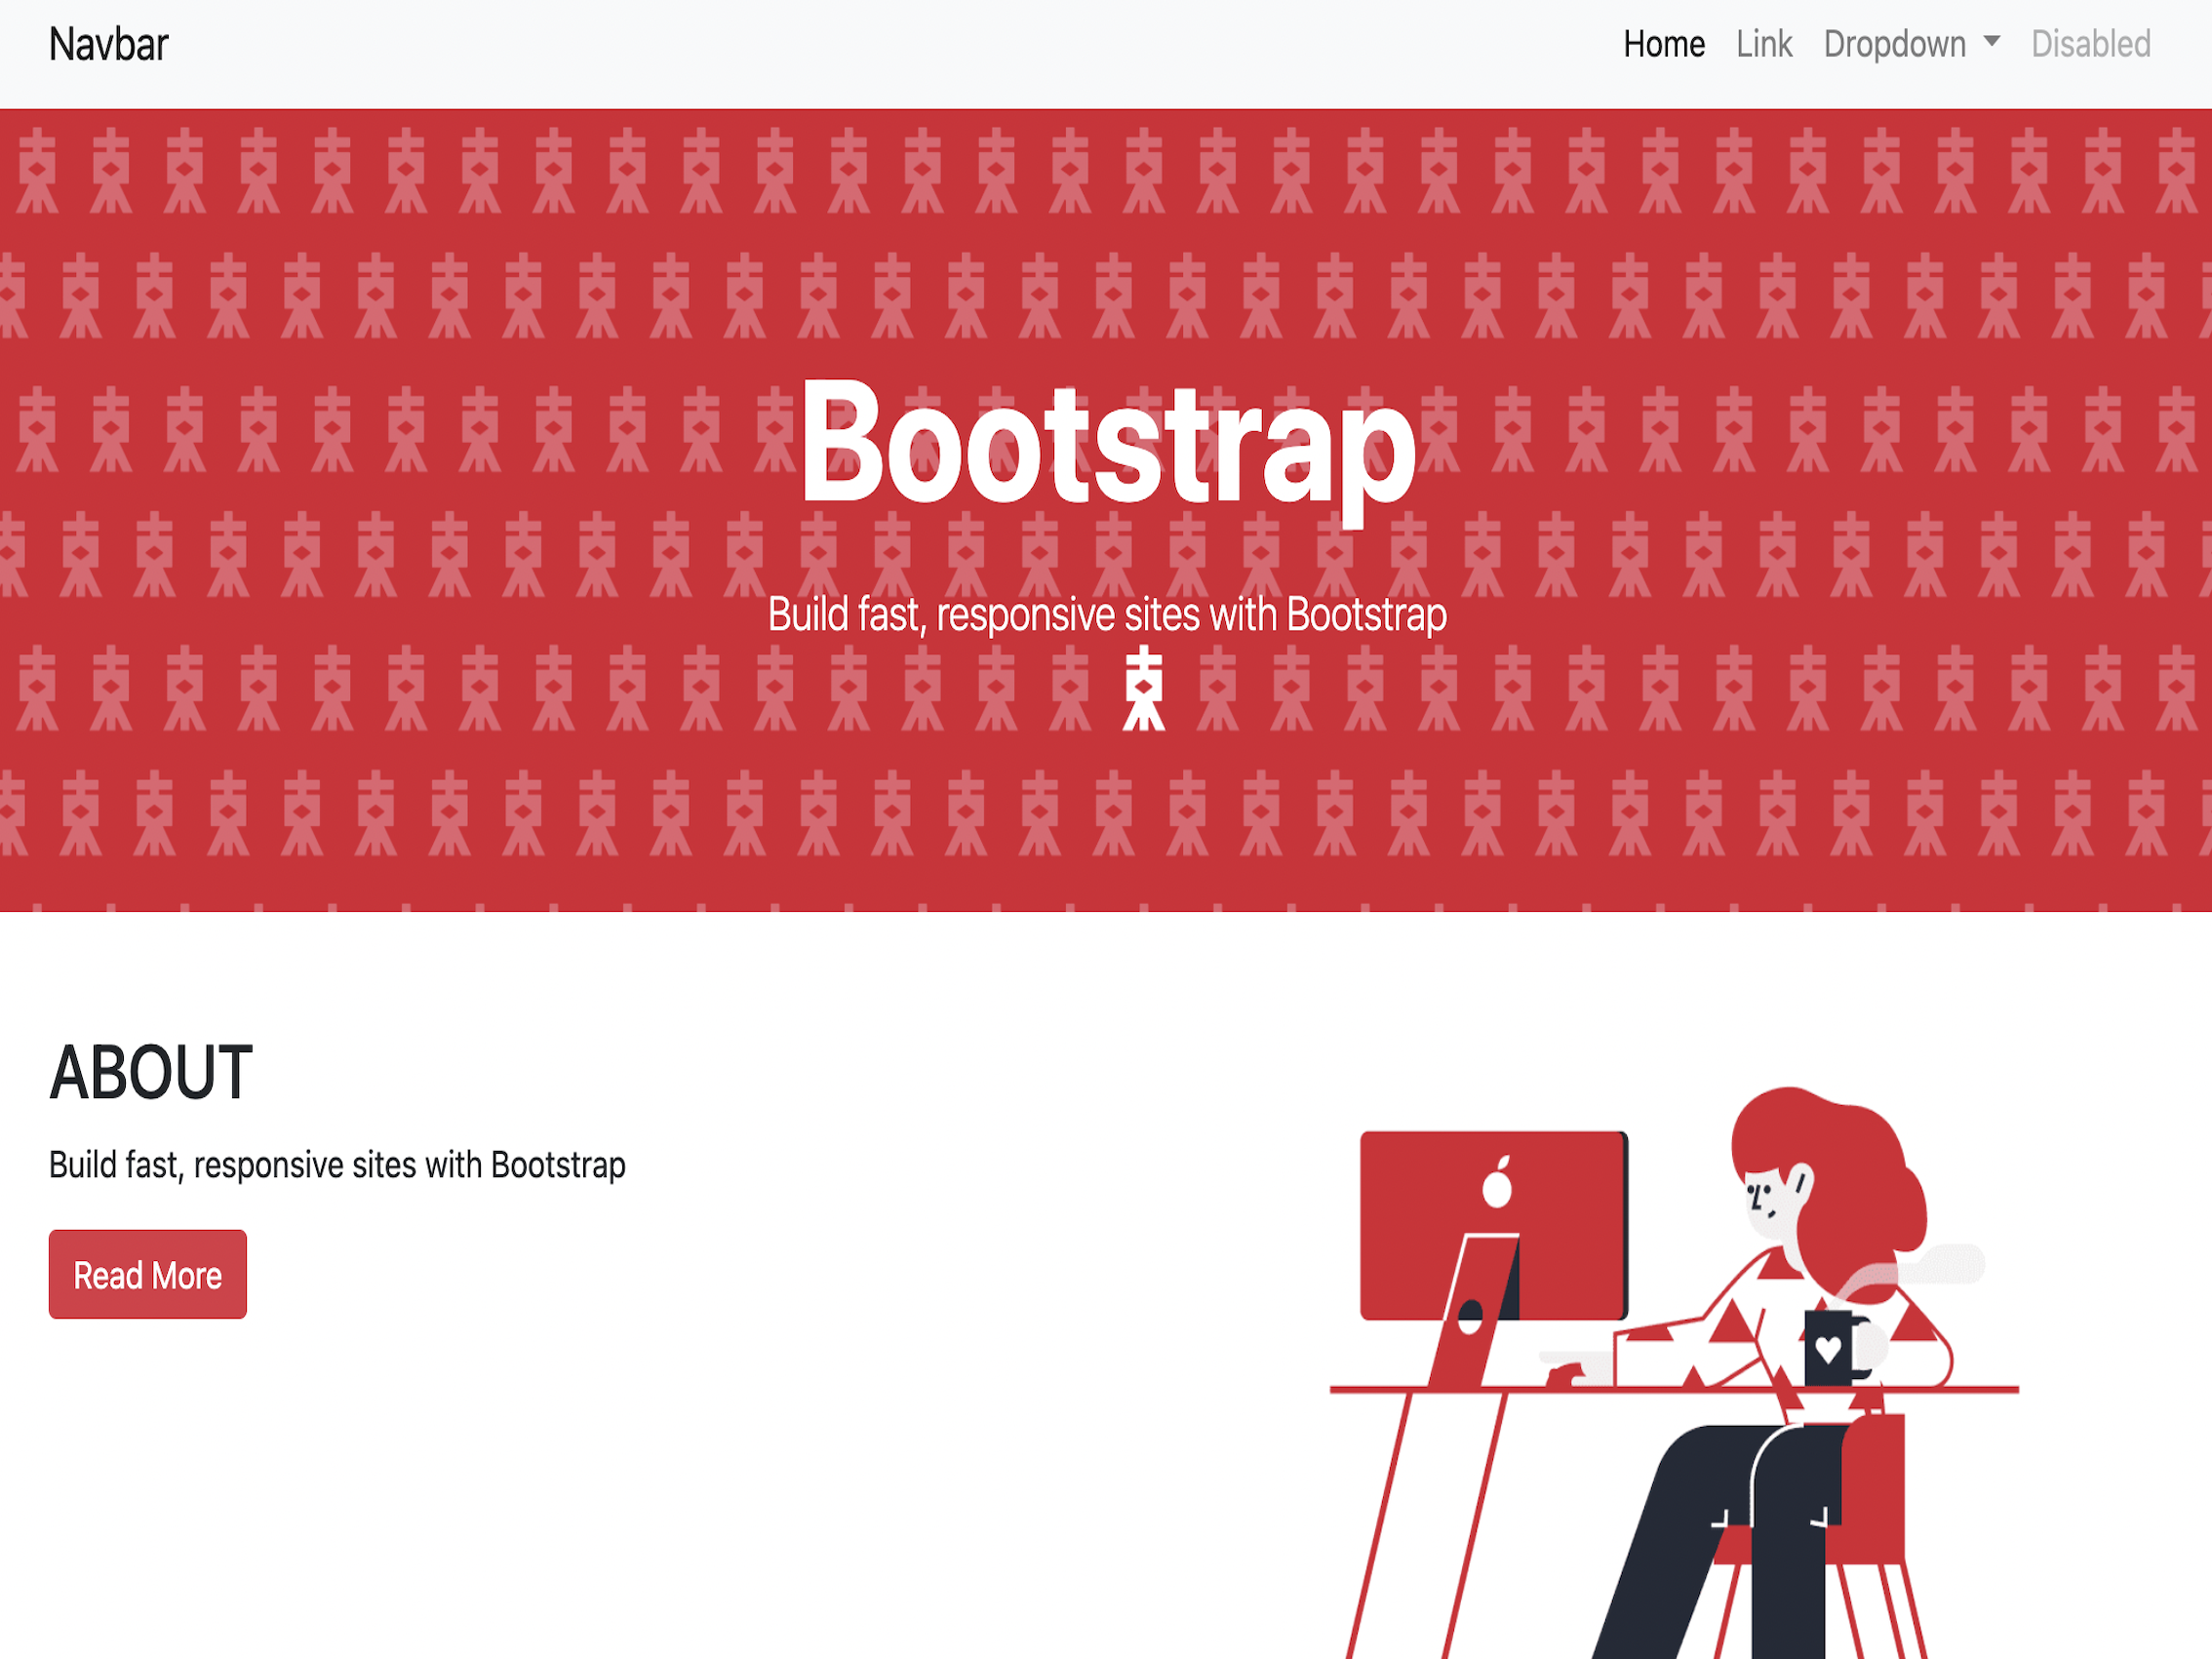 Navbar
Home Link Dropdown Disabled
Bootstrap
Build fast, responsive sites with Bootstrap
ABOUT
Build fast, responsive sites with Bootstrap
Read More